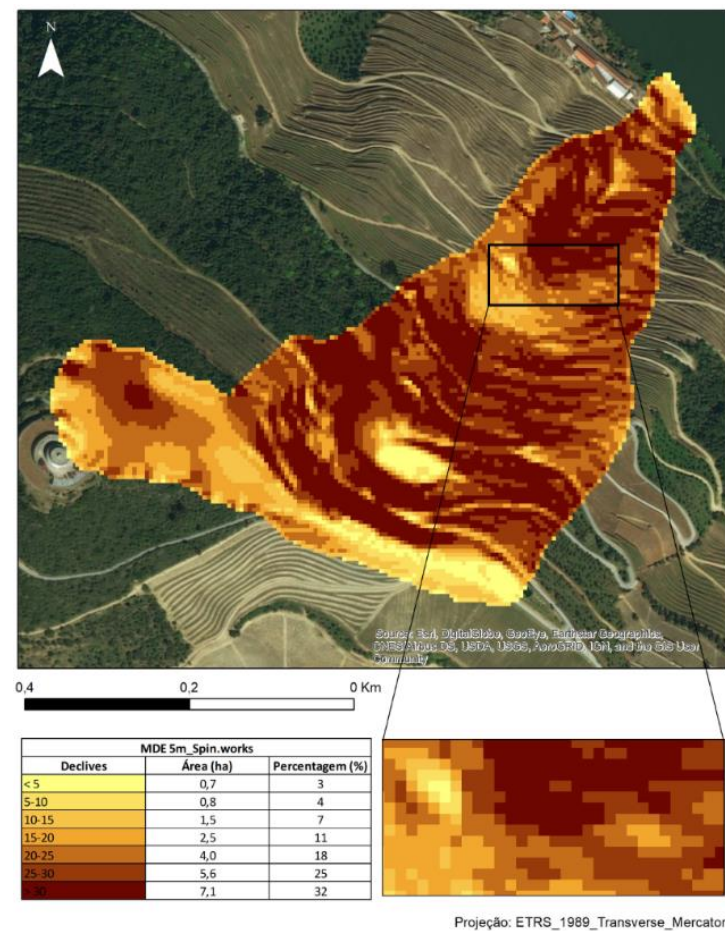 N
Source: Esri, DigitalGlobe, GeoEye, Earthstar Geographics,
CNES/Airbus DS, USDA, USGS, AeroGRID, IGN, and the GIS User
Community
0,4 0,2 0 Km
MDE 5m_Spin.works
Declives Área (ha) Percentagem (%)
< 5 0,7 3
5-10 0,8 4
10-15 1,5 7
15-20 2,5 11
20-25 4,0 18
25-30 5,6 25
> 30 7,1 32
Projeção: ETRS_1989_Transverse_Mercator